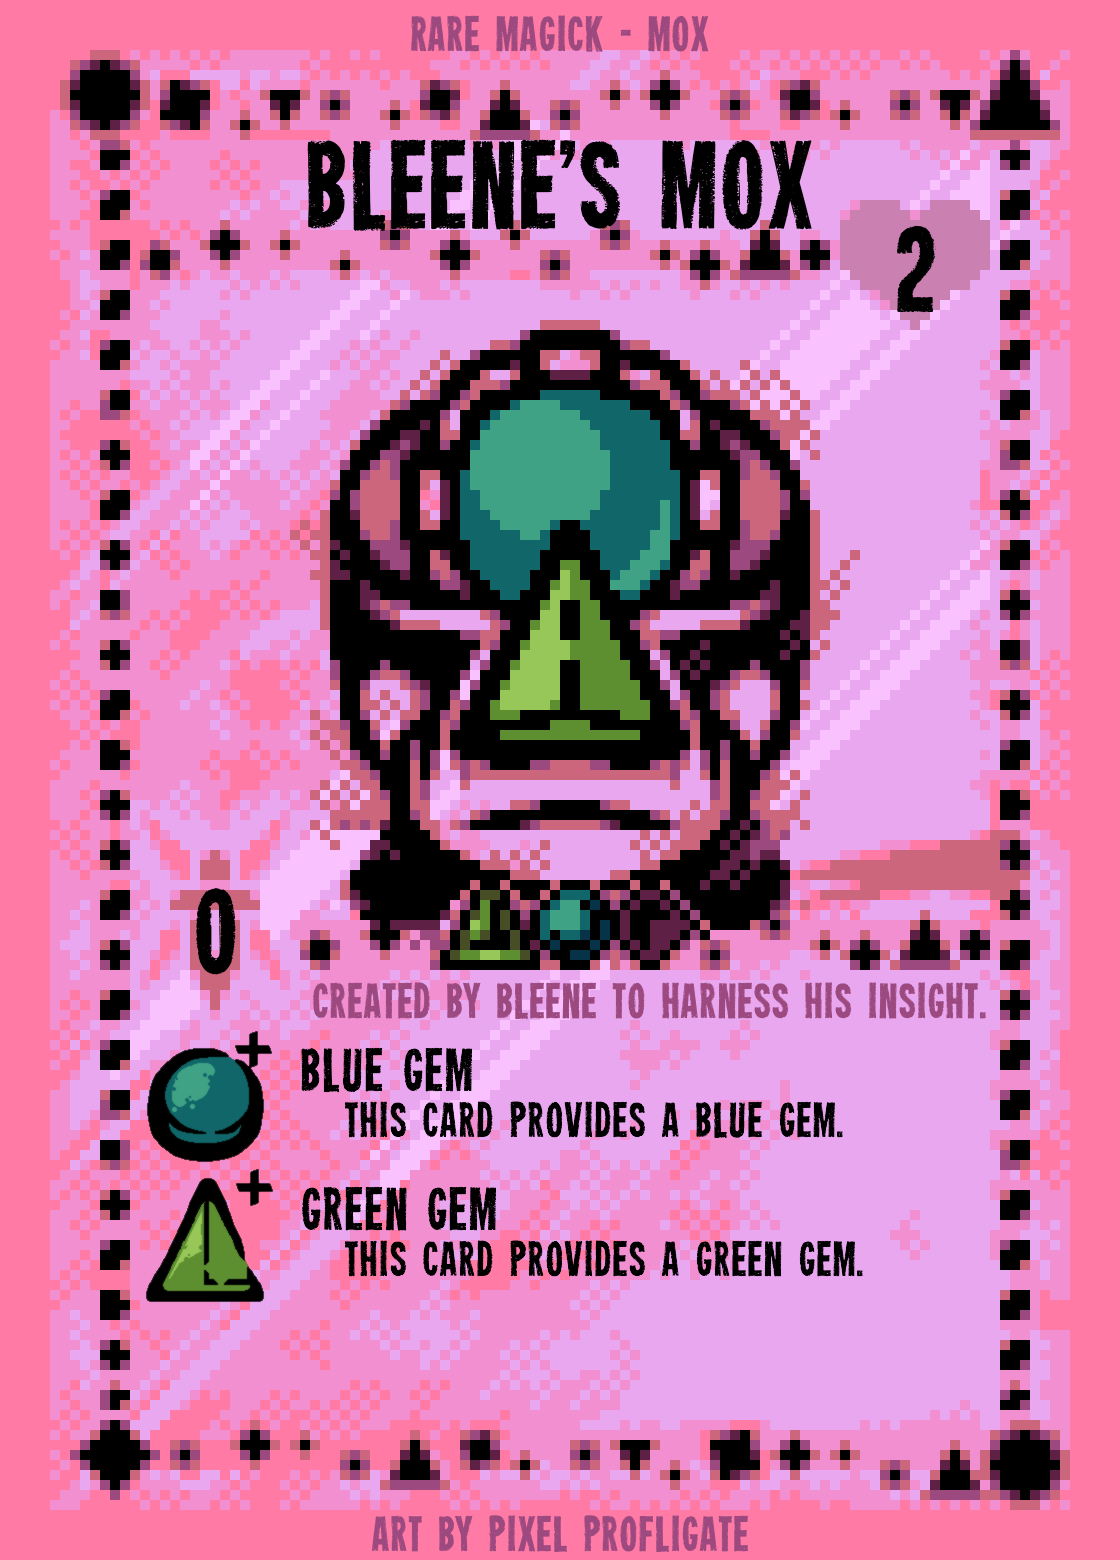 RARE MAGICK - MOX
BLEENE'S MOX
2
0
CREATED BY BLEENE TO HARNESS HIS INSIGHT.
BLUE GEM
THIS CARD PROVIDES A BLUE GEM.
GREEN GEM
THIS CARD PROVIDES A GREEN GEM.
ART BY PIXEL PROFLIGATE